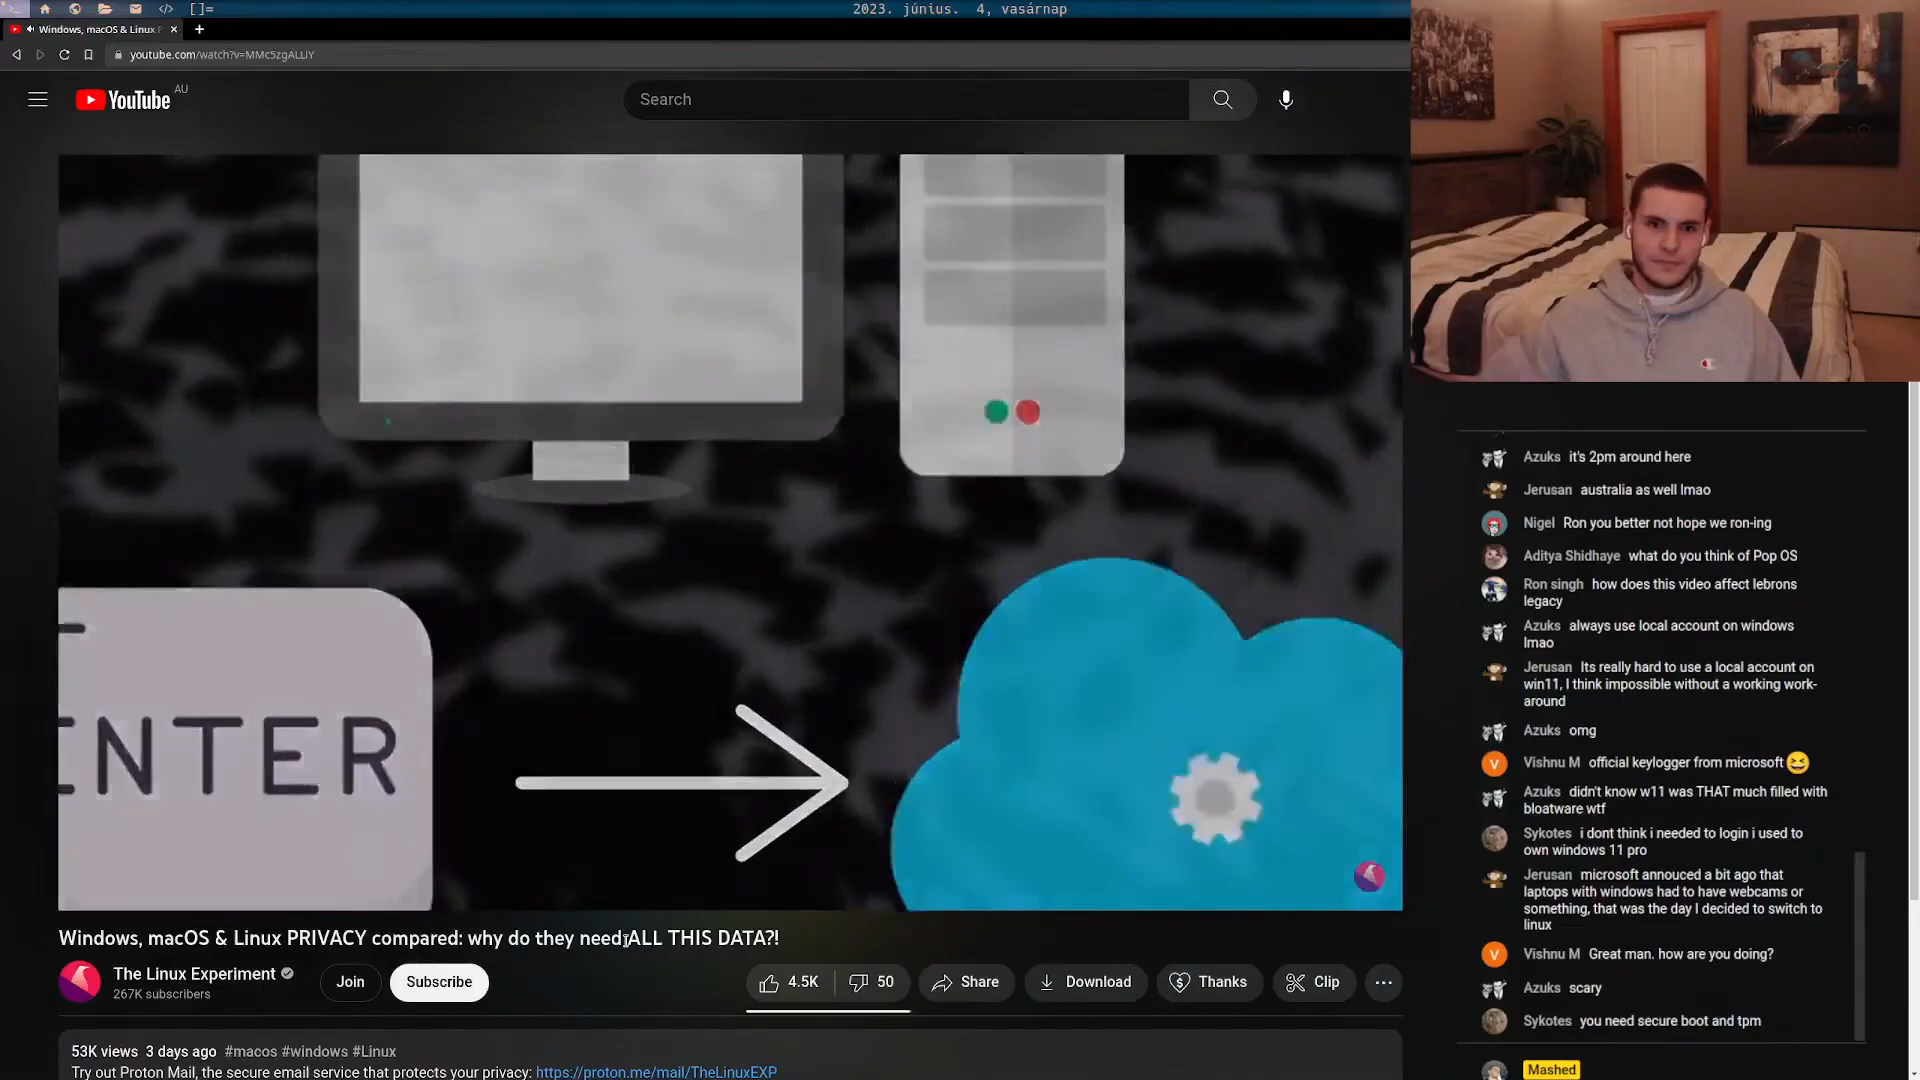 []=
2023. június. 4, vasárnap
Windows, macOS & Linux P
youtube.com/watch?v=MMc5zgALLiY
YouTube
AU
Search
ENTER
Windows, macOS & Linux PRIVACY compared: why do they need ALL THIS DATA?!
The Linux Experiment
267K subscribers
Join
Subscribe
4.5K
50
Share
Download
Thanks
Clip
53K views 3 days ago #macos #windows #Linux
Try out Proton Mail, the secure email service that protects your privacy: https://proton.me/mail/TheLinuxEXP
Azuks it's 2pm around here
Jerusan australia as well lmao
Nigel Ron you better not hope we ron-ing
Aditya Shidhaye what do you think of Pop OS
Ron singh how does this video affect lebrons
legacy
Azuks always use local account on windows
lmao
Jerusan Its really hard to use a local account on
win11, I think impossible without a working work-
around
Azuks omg
V
Vishnu M official keylogger from microsoft😆
Azuks didn't know w11 was THAT much filled with
bloatware wtf
Sykotes i dont think i needed to login i used to
own windows 11 pro
Jerusan microsoft annouced a bit ago that
laptops with windows had to have webcams or
something, that was the day I decided to switch to
linux
V
Vishnu M Great man. how are you doing?
Azuks scary
Sykotes you need secure boot and tpm
Mashed